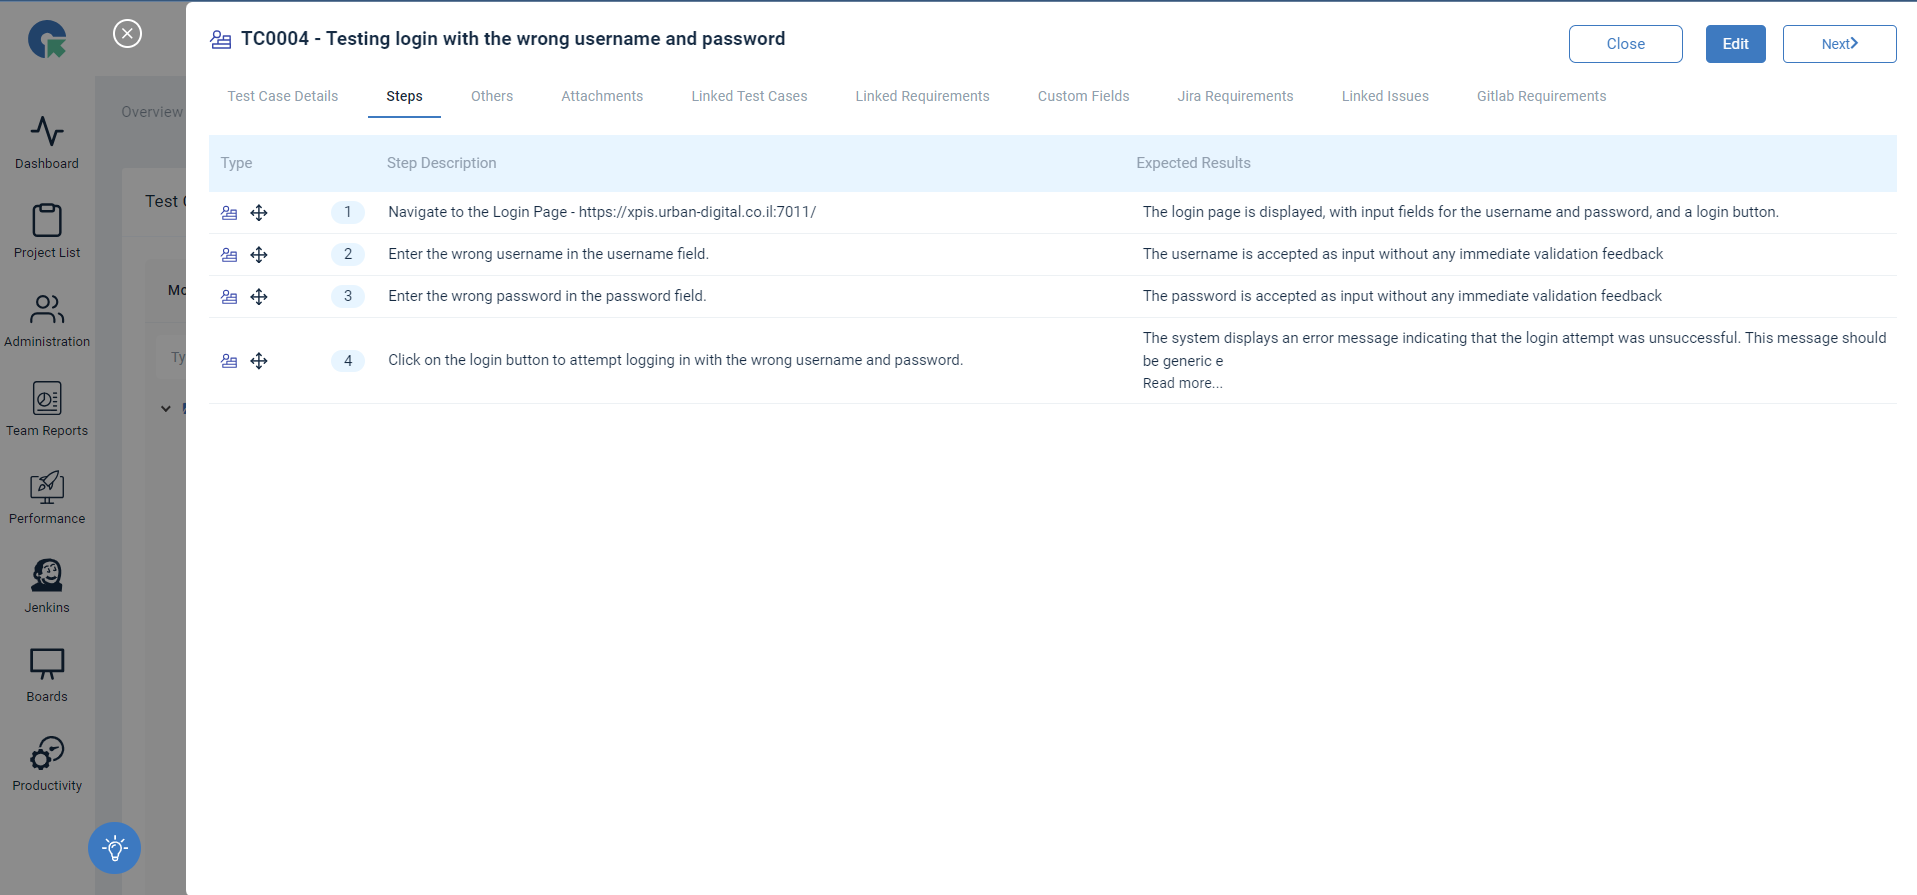 TC0004 - Testing login with the wrong username and password
Close
Edit
Next
Test Case Details
Steps
Others
Attachments
Linked Test Cases
Linked Requirements
Custom Fields
Jira Requirements
Linked Issues
Gitlab Requirements
Overview
Dashboard
Project List
Administration
Team Reports
Performance
Jenkins
Boards
Productivity
Test
Type
Step Description
Expected Results
1
Navigate to the Login Page - https://xpis.urban-digital.co.il:7011/
The login page is displayed, with input fields for the username and password, and a login button.
2
Enter the wrong username in the username field.
The username is accepted as input without any immediate validation feedback
3
Enter the wrong password in the password field.
The password is accepted as input without any immediate validation feedback
4
Click on the login button to attempt logging in with the wrong username and password.
The system displays an error message indicating that the login attempt was unsuccessful. This message should
be generic e
Read more...